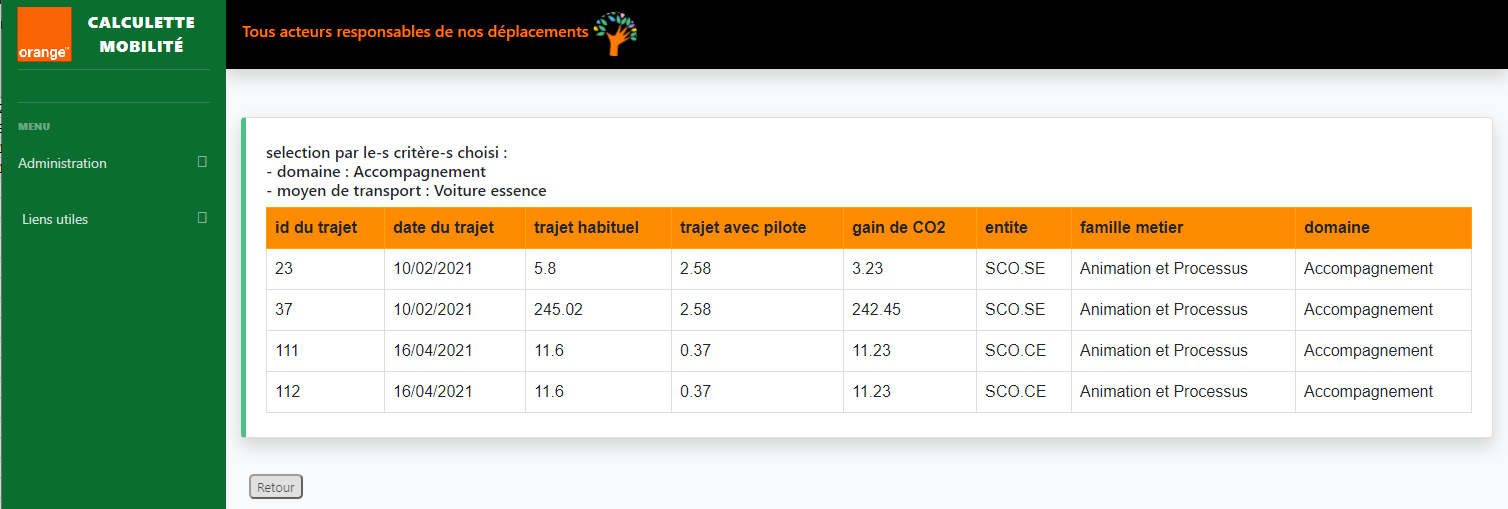 orange™
CALCULETTE
MOBILITÉ
Tous acteurs responsables de nos déplacements
MENU
Administration
Liens utiles
selection par le-s critère-s choisi :
- domaine : Accompagnement
- moyen de transport : Voiture essence
id du trajet date du trajet trajet habituel trajet avec pilote gain de CO2 entite famille metier domaine
23 10/02/2021 5.8 2.58 3.23 SCO.SE Animation et Processus Accompagnement
37 10/02/2021 245.02 2.58 242.45 SCO.SE Animation et Processus Accompagnement
111 16/04/2021 11.6 0.37 11.23 SCO.CE Animation et Processus Accompagnement
112 16/04/2021 11.6 0.37 11.23 SCO.CE Animation et Processus Accompagnement
Retour